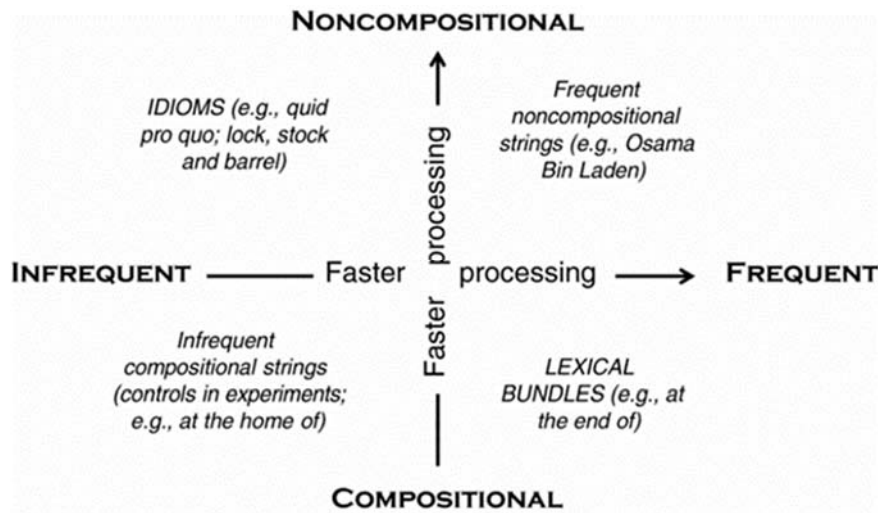 NONCOMPOSITIONAL
IDIOMS (e.g., quid
pro quo; lock, stock
and barrel)
Frequent
noncompositional
strings (e.g., Osama
Bin Laden)
Faster processing
INFREQUENT
Faster processing
FREQUENT
Infrequent
compositional strings
(controls in experiments;
e.g., at the home of)
LEXICAL
BUNDLES (e.g., at
the end of)
COMPOSITIONAL